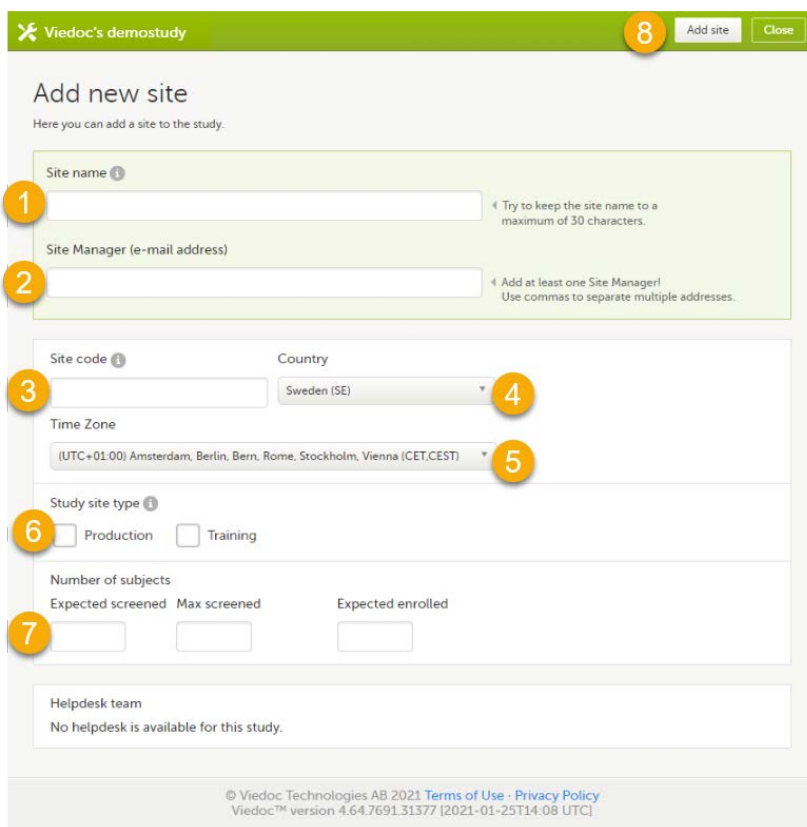 Viedoc's demostudy
8
Add site
Close
Add new site
Here you can add a site to the study.
Site name
1
Try to keep the site name to a
maximum of 30 characters.
Site Manager (e-mail address)
2
Add at least one Site Manager!
Use commas to separate multiple addresses.
Site code
Country
3
Sweden (SE)
4
Time Zone
(UTC+01:00) Amsterdam, Berlin, Bern, Rome, Stockholm, Vienna (CET,CEST)
5
Study site type
6
Production
Training
Number of subjects
Expected screened Max screened Expected enrolled
7
Helpdesk team
No helpdesk is available for this study.
© Viedoc Technologies AB 2021 Terms of Use · Privacy Policy
Viedoc™ version 4.64.7691.31377 [2021-01-25T14:08 UTC]